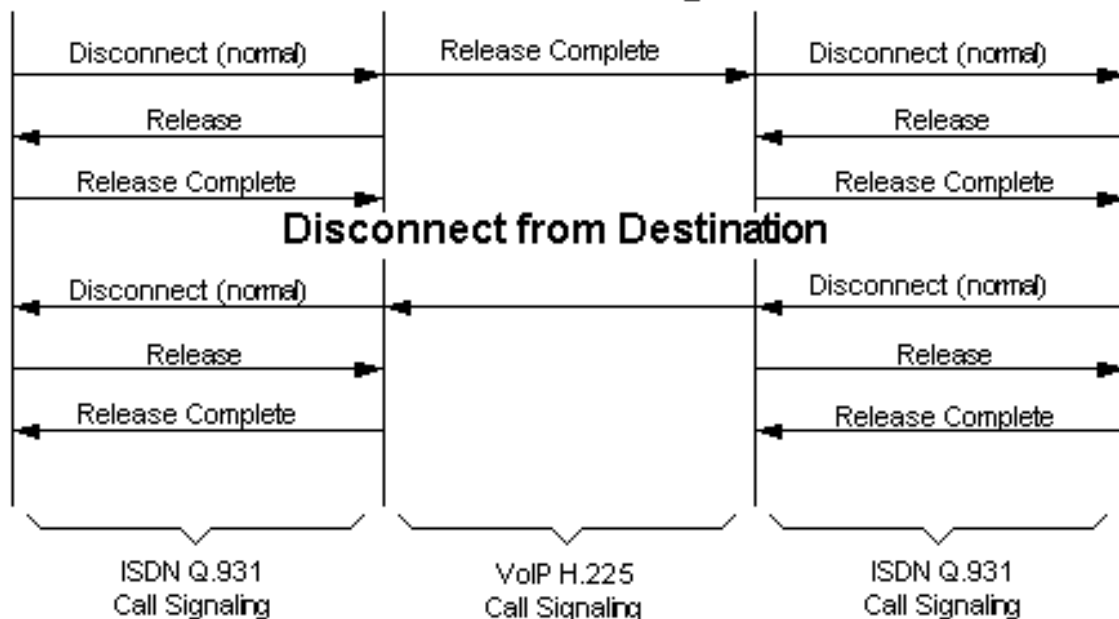 Disconnect (normal) Release Complete Disconnect (normal)
Release Release
Release Complete Release Complete
Disconnect from Destination
Disconnect (normal) Disconnect (normal)
Release Release
Release Complete Release Complete
ISDN Q.931 VoIP H.225 ISDN Q.931
Call Signaling Call Signaling Call Signaling